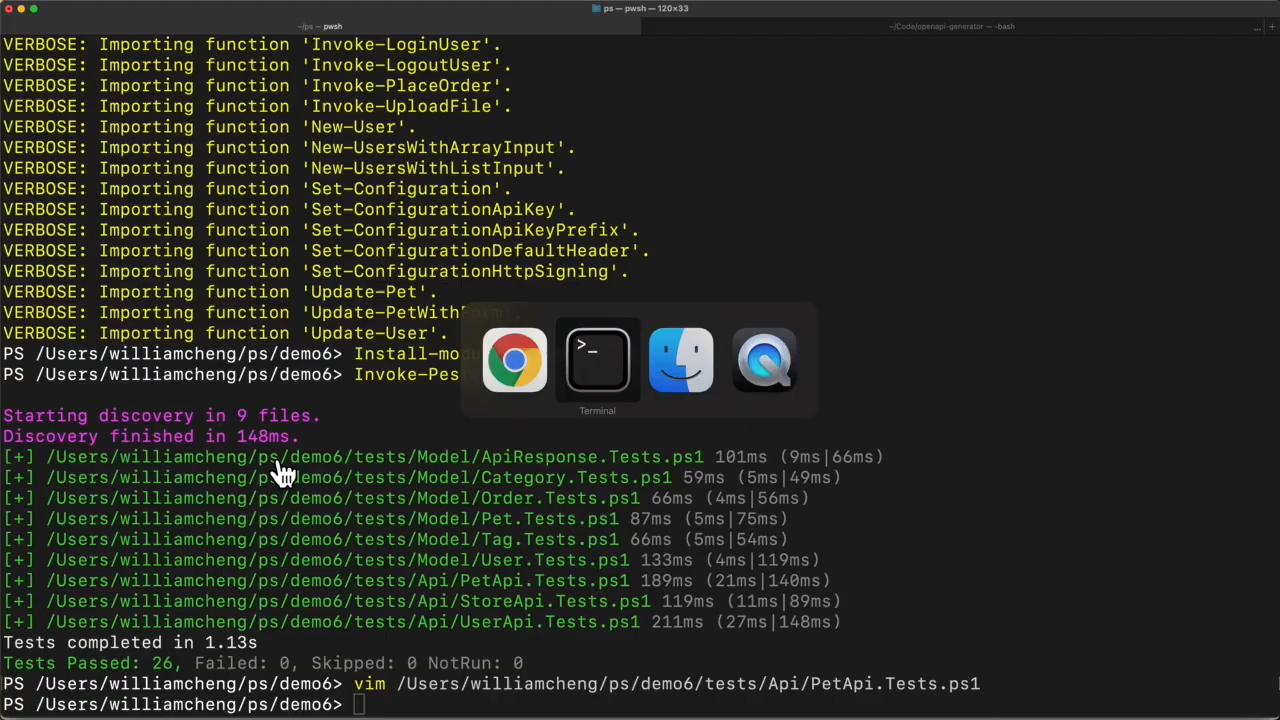 ps — pwsh — 120×33
~/ps — pwsh
~/Code/openapi-generator — -bash
... +
VERBOSE: Importing function 'Invoke-LoginUser'.
VERBOSE: Importing function 'Invoke-LogoutUser'.
VERBOSE: Importing function 'Invoke-PlaceOrder'.
VERBOSE: Importing function 'Invoke-UploadFile'.
VERBOSE: Importing function 'New-User'.
VERBOSE: Importing function 'New-UsersWithArrayInput'.
VERBOSE: Importing function 'New-UsersWithListInput'.
VERBOSE: Importing function 'Set-Configuration'.
VERBOSE: Importing function 'Set-ConfigurationApiKey'.
VERBOSE: Importing function 'Set-ConfigurationApiKeyPrefix'.
VERBOSE: Importing function 'Set-ConfigurationDefaultHeader'.
VERBOSE: Importing function 'Set-ConfigurationHttpSigning'.
VERBOSE: Importing function 'Update-Pet'.
VERBOSE: Importing function 'Update-PetWithForm'.
VERBOSE: Importing function 'Update-User'.
PS /Users/williamcheng/ps/demo6> Install-mo
PS /Users/williamcheng/ps/demo6> Invoke-Pes
>_
Terminal
Starting discovery in 9 files.
Discovery finished in 148ms.
[+] /Users/williamcheng/ps/demo6/tests/Model/ApiResponse.Tests.ps1 101ms (9ms|66ms)
[+] /Users/williamcheng/ps/demo6/tests/Model/Category.Tests.ps1 59ms (5ms|49ms)
[+] /Users/williamcheng/ps/demo6/tests/Model/Order.Tests.ps1 66ms (4ms|56ms)
[+] /Users/williamcheng/ps/demo6/tests/Model/Pet.Tests.ps1 87ms (5ms|75ms)
[+] /Users/williamcheng/ps/demo6/tests/Model/Tag.Tests.ps1 66ms (5ms|54ms)
[+] /Users/williamcheng/ps/demo6/tests/Model/User.Tests.ps1 133ms (4ms|119ms)
[+] /Users/williamcheng/ps/demo6/tests/Api/PetApi.Tests.ps1 189ms (21ms|140ms)
[+] /Users/williamcheng/ps/demo6/tests/Api/StoreApi.Tests.ps1 119ms (11ms|89ms)
[+] /Users/williamcheng/ps/demo6/tests/Api/UserApi.Tests.ps1 211ms (27ms|148ms)
Tests completed in 1.13s
Tests Passed: 26, Failed: 0, Skipped: 0 NotRun: 0
PS /Users/williamcheng/ps/demo6> vim /Users/williamcheng/ps/demo6/tests/Api/PetApi.Tests.ps1
PS /Users/williamcheng/ps/demo6>